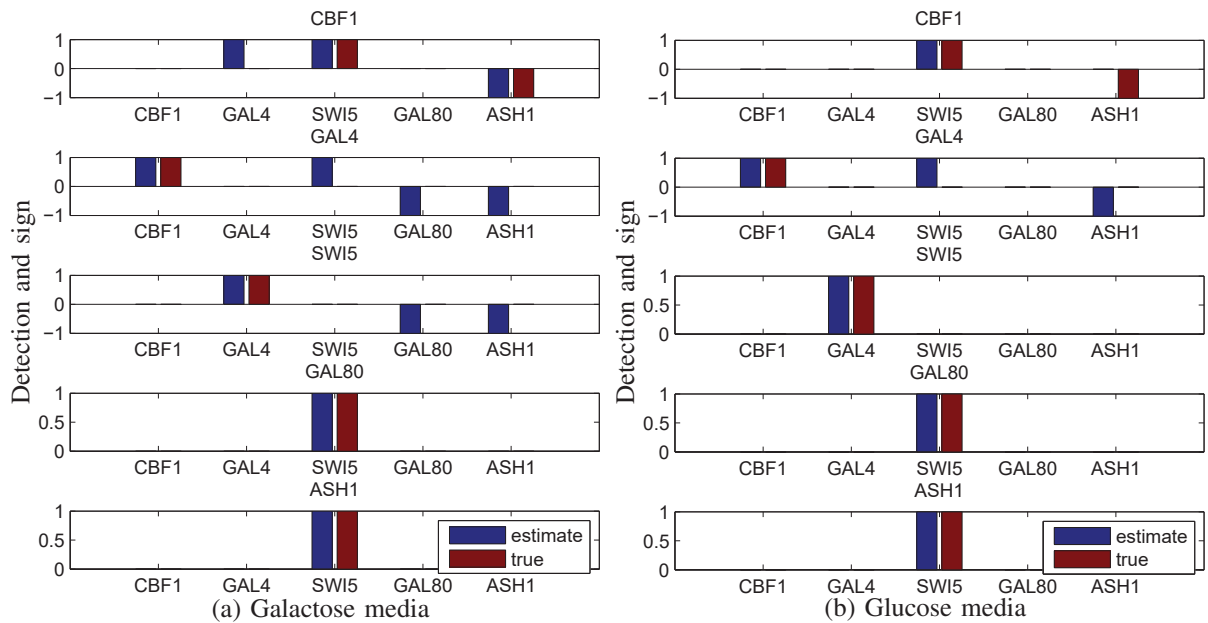 Detection and sign
CBF1
1
0
−1
CBF1 GAL4 SWI5 GAL80 ASH1
GAL4
1
0
−1
CBF1 GAL4 SWI5 GAL80 ASH1
SWI5
1
0
−1
CBF1 GAL4 SWI5 GAL80 ASH1
GAL80
1
0.5
0
CBF1 GAL4 SWI5 GAL80 ASH1
ASH1
1
0.5
0
CBF1 GAL4 SWI5 GAL80 ASH1
estimate
true
(a) Galactose media
Detection and sign
CBF1
1
0
−1
CBF1 GAL4 SWI5 GAL80 ASH1
GAL4
1
0
−1
CBF1 GAL4 SWI5 GAL80 ASH1
SWI5
1
0.5
0
CBF1 GAL4 SWI5 GAL80 ASH1
GAL80
1
0.5
0
CBF1 GAL4 SWI5 GAL80 ASH1
ASH1
1
0.5
0
CBF1 GAL4 SWI5 GAL80 ASH1
estimate
true
(b) Glucose media